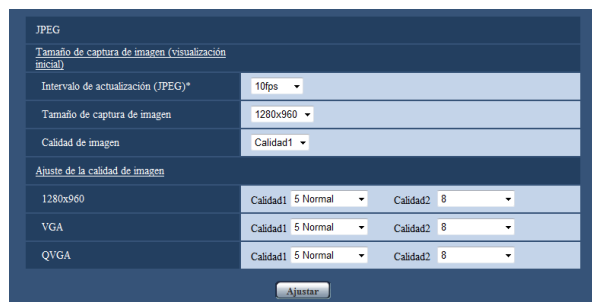 JPEG
Tamaño de captura de imagen (visualización
inicial)
Intervalo de actualización (JPEG)* 10fps
Tamaño de captura de imagen 1280x960
Calidad de imagen Calidad1
Ajuste de la calidad de imagen
1280x960 Calidad1 5 Normal Calidad2 8
VGA Calidad1 5 Normal Calidad2 8
QVGA Calidad1 5 Normal Calidad2 8
Ajustar